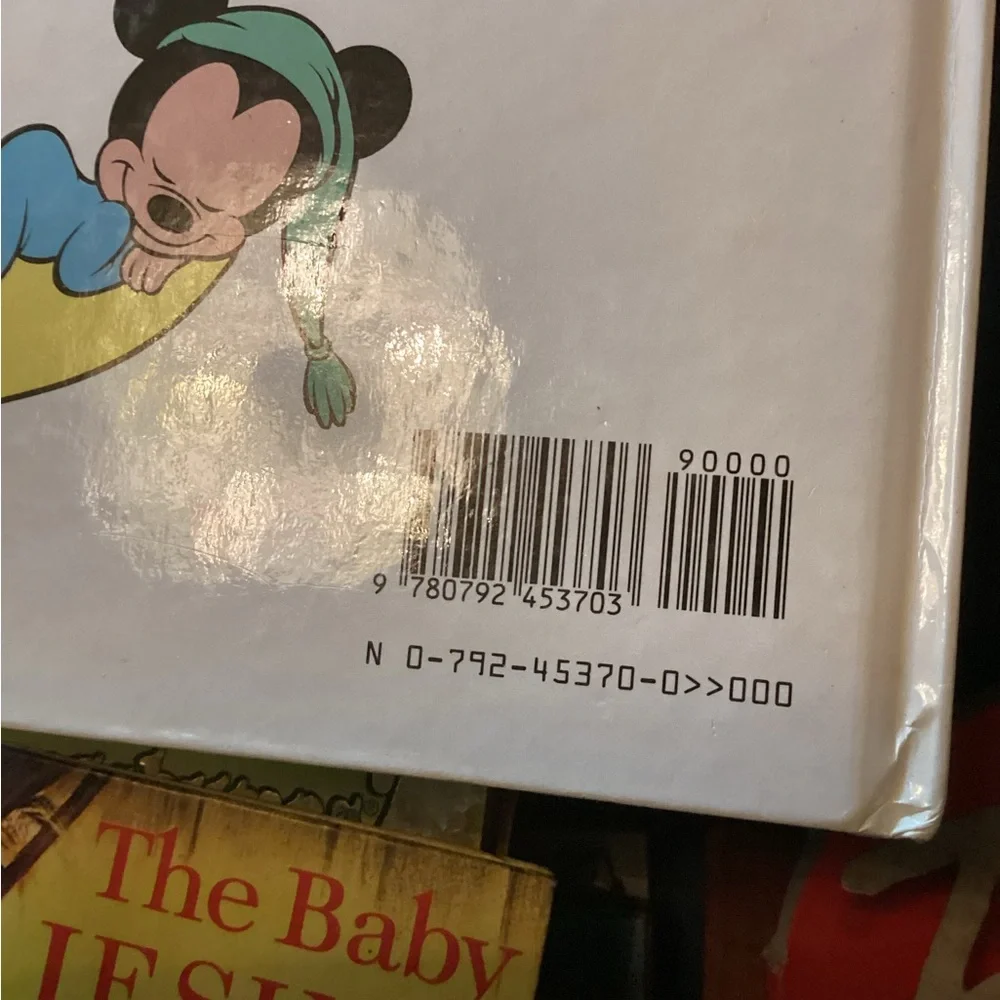 90000
9 780792 453703
N 0-792-45370-0>>000
The Baby